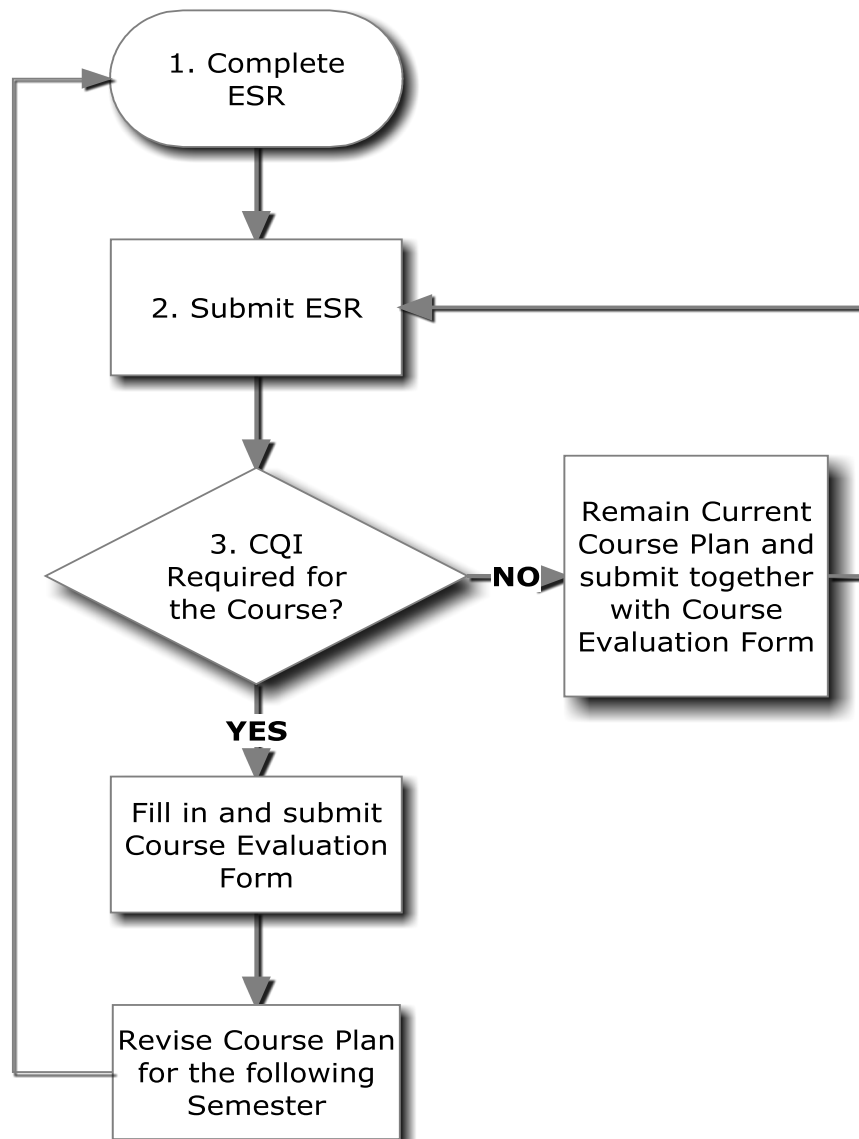 1. Complete
ESR
2. Submit ESR
3. CQI
Required for
the Course?
NO
Remain Current
Course Plan and
submit together
with Course
Evaluation Form
YES
Fill in and submit
Course Evaluation
Form
Revise Course Plan
for the following
Semester